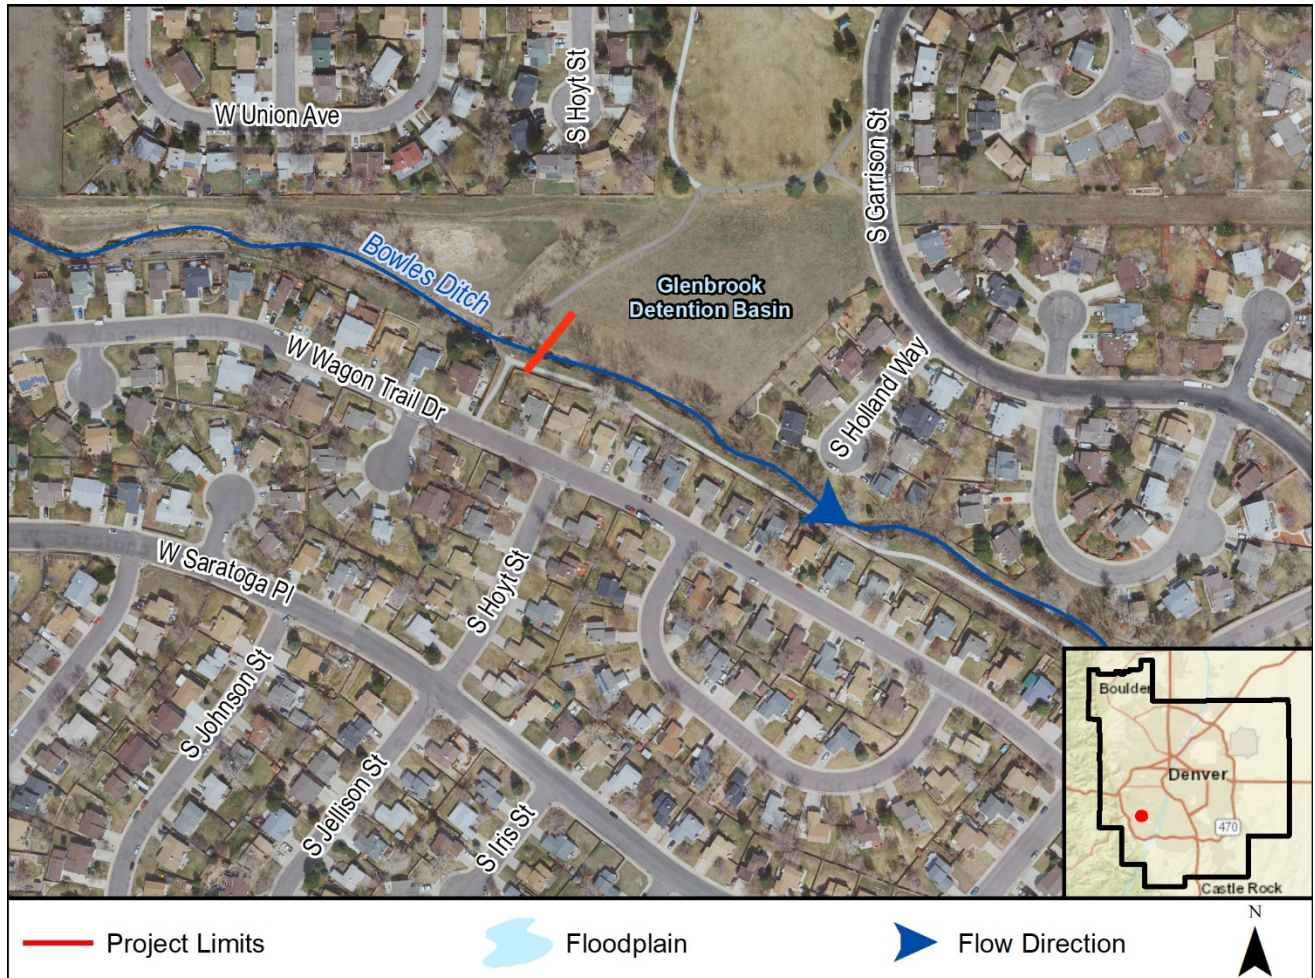 W Union Ave
S Hoyt St
S Garrison St
Bowles Ditch
Glenbrook
Detention Basin
W Wagon Trail Dr
S Holland Way
W Saratoga Pl
S Hoyt St
S Johnson St
S Jellison St
S Iris St
Boulder
Denver
470
Castle Rock
Project Limits
Floodplain
Flow Direction
N